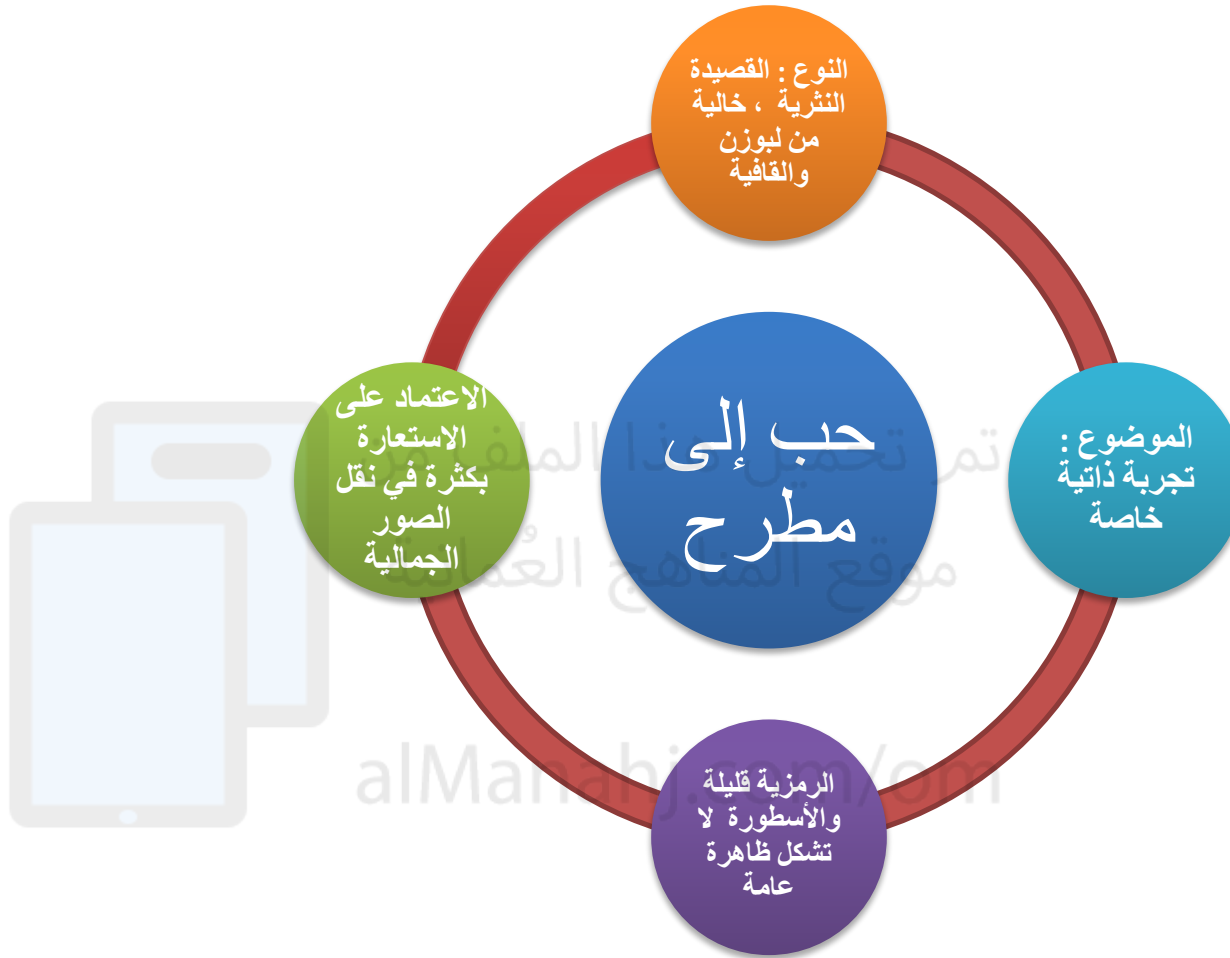 النوع : القصيدة
النثرية ، خالية
من لبوزن
والقافية
الموضوع :
تجربة ذاتية
خاصة
الرمزية قليلة
والأسطورة لا
تشكل ظاهرة
عامة
الاعتماد على
الاستعارة
بكثرة في نقل
الصور
الجمالية
حب إلى
مطرح
تم تحميل هذا الملف من
موقع المناهج العُمانية
alManahj.com/om